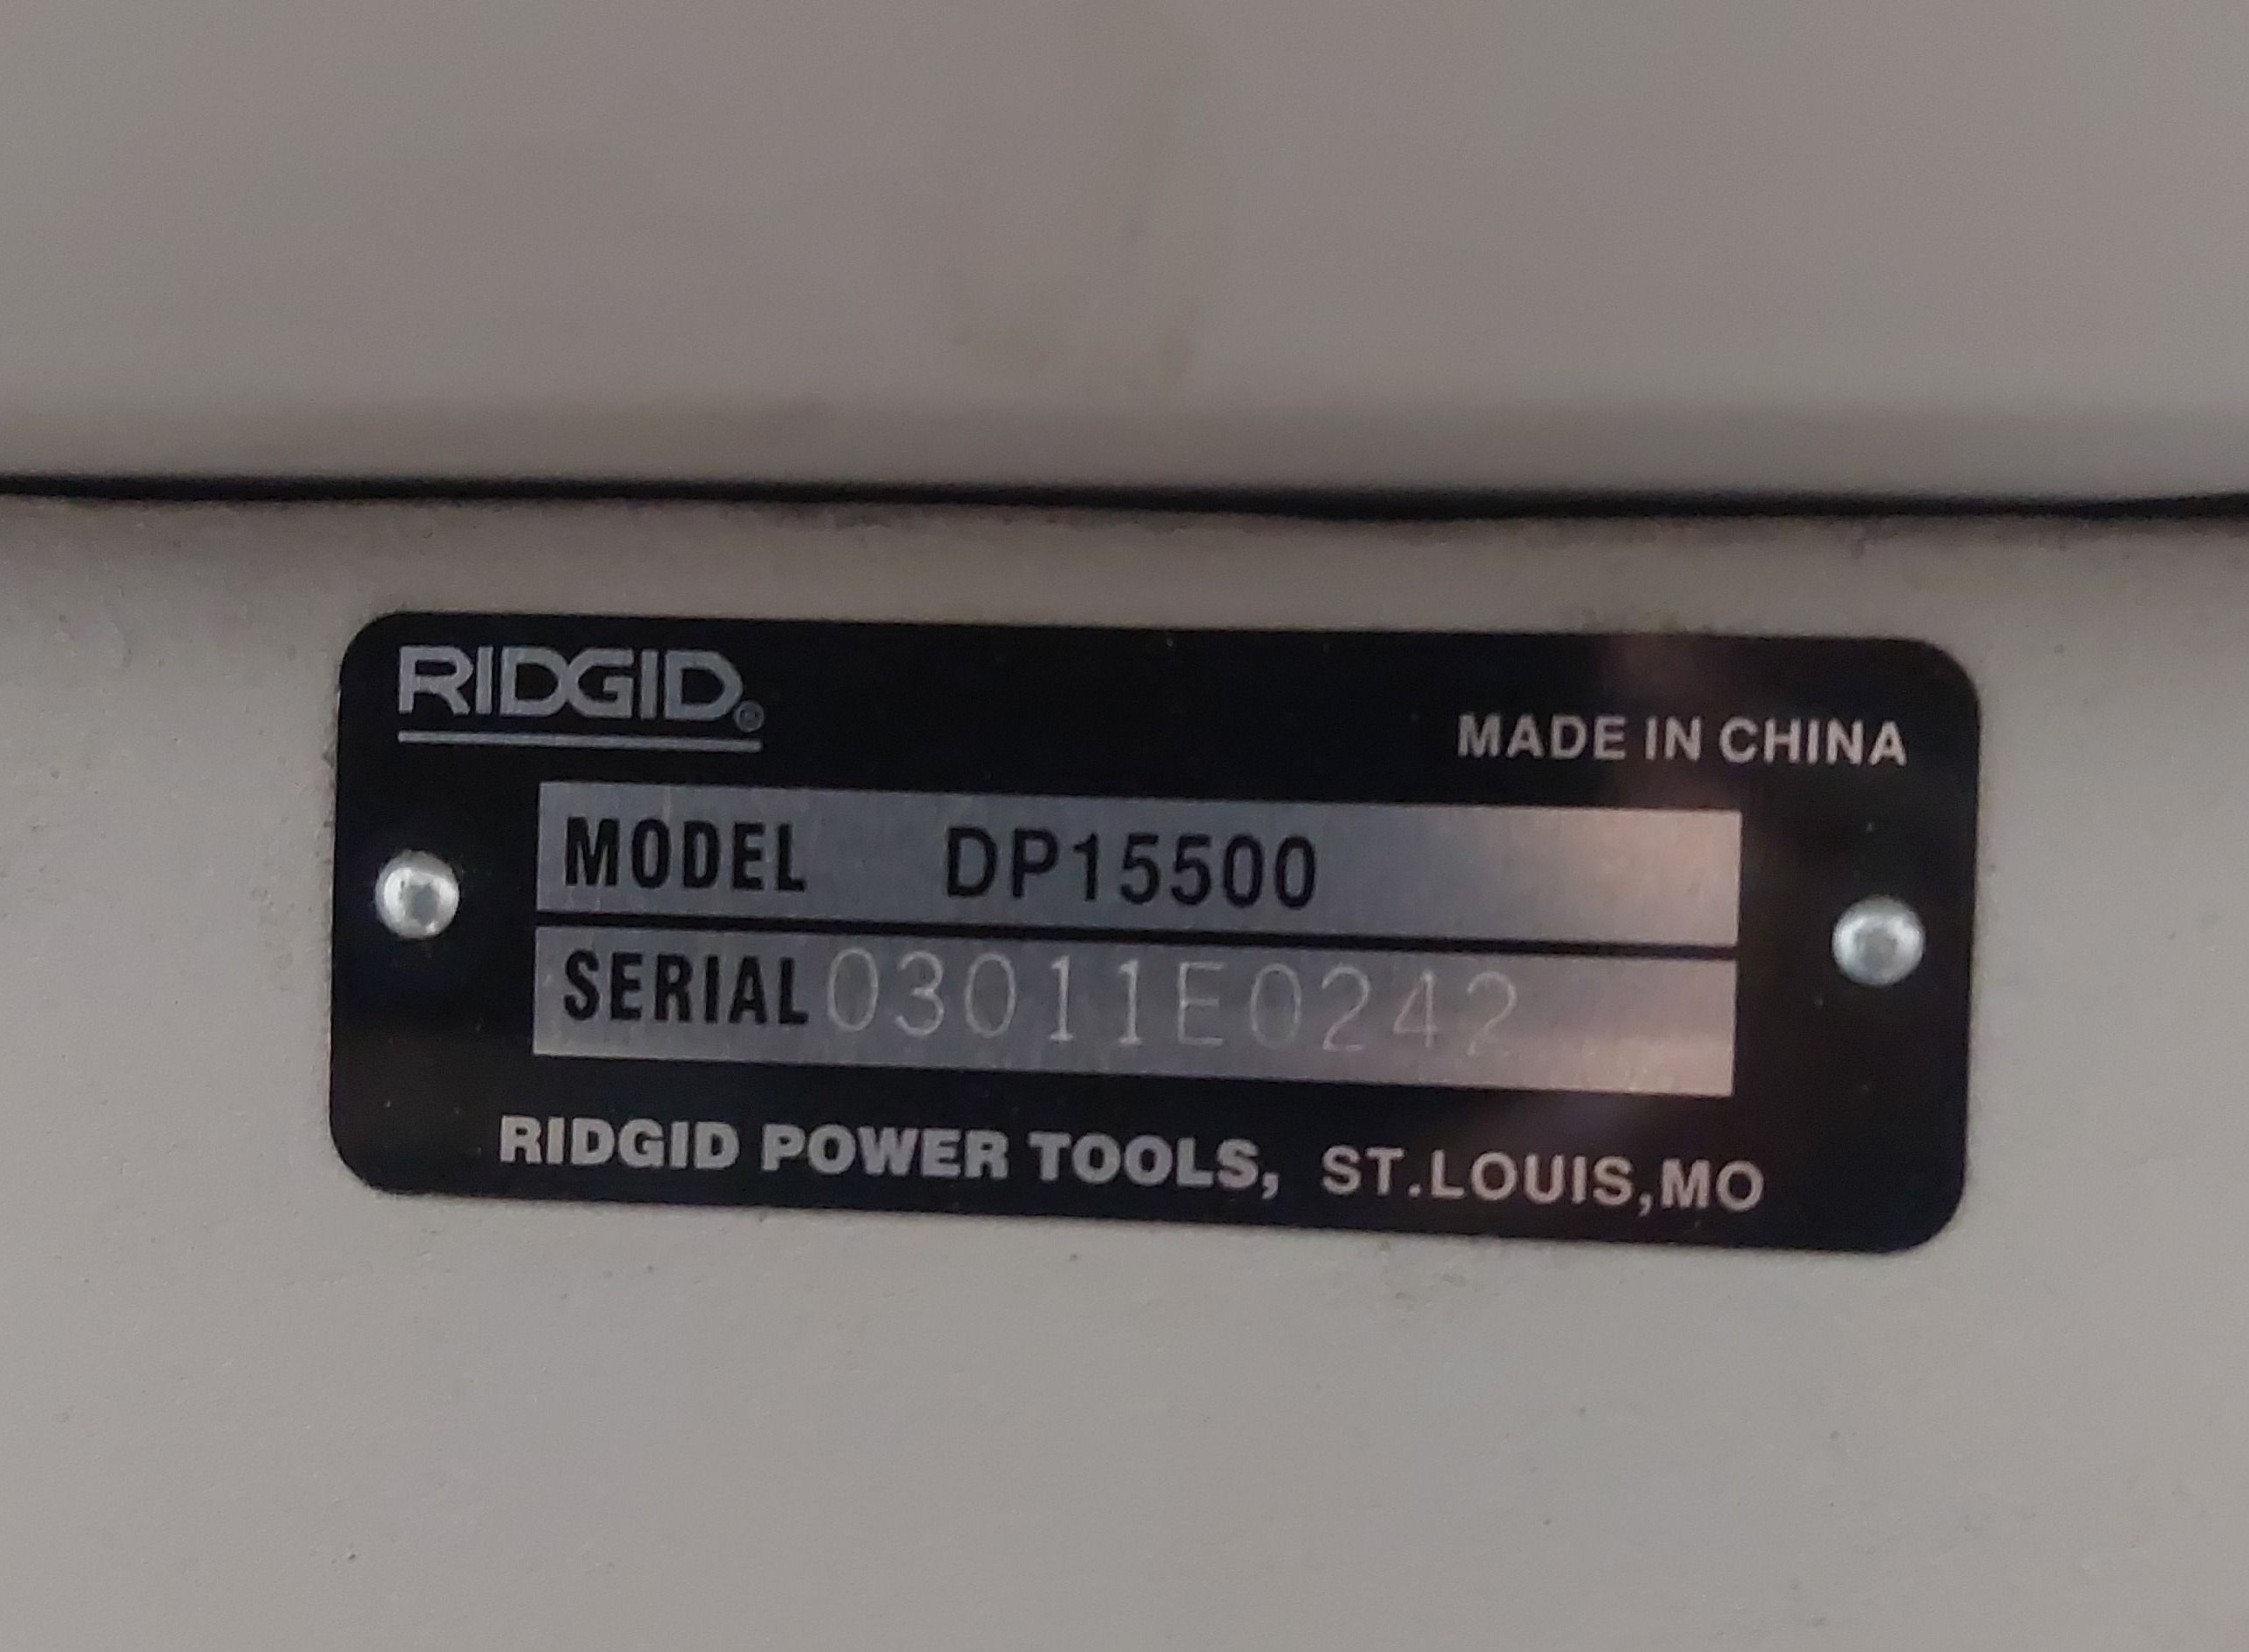 RIDGID®
MADE IN CHINA
MODEL DP15500
SERIAL 03011E0242
RIDGID POWER TOOLS, ST.LOUIS,MO